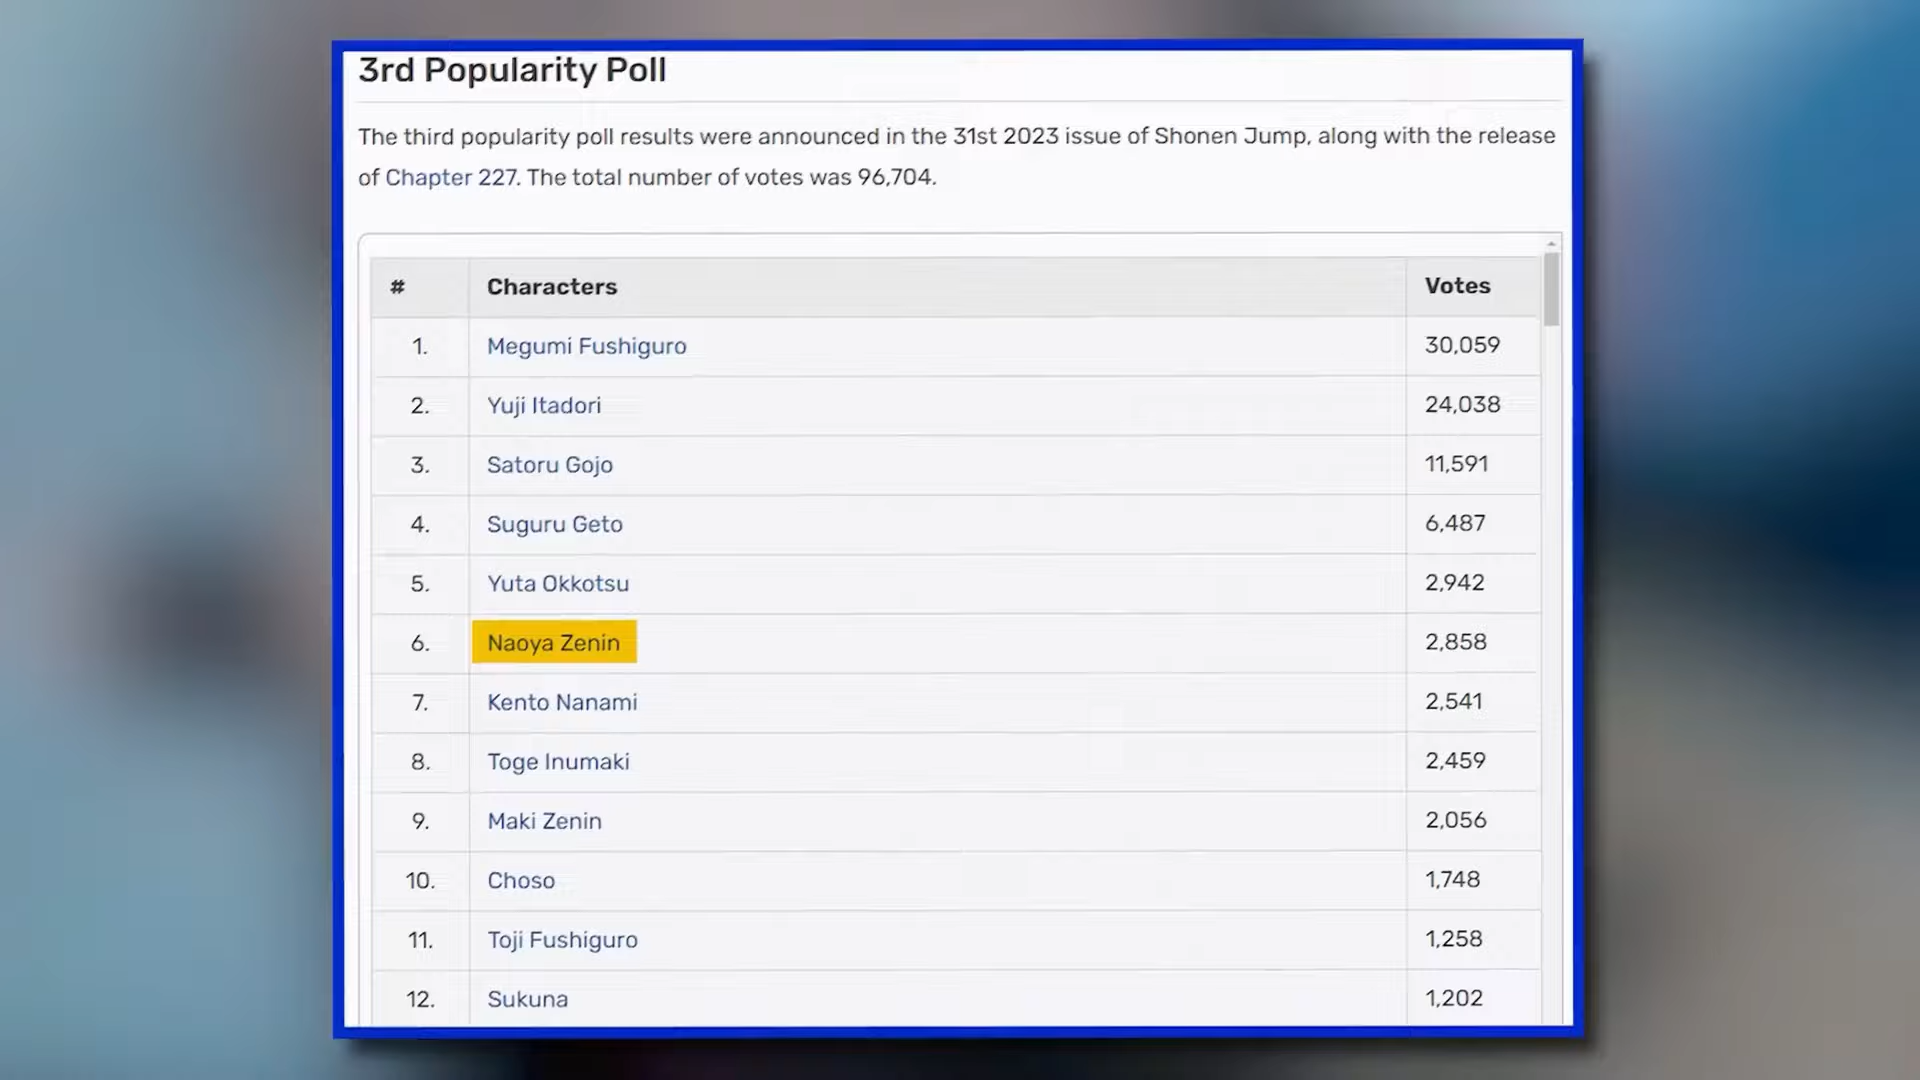 3rd Popularity Poll
The third popularity poll results were announced in the 31st 2023 issue of Shonen Jump, along with the release
of Chapter 227. The total number of votes was 96,704.
# Characters Votes
1. Megumi Fushiguro 30,059
2. Yuji Itadori 24,038
3. Satoru Gojo 11,591
4. Suguru Geto 6,487
5. Yuta Okkotsu 2,942
6. Naoya Zenin 2,858
7. Kento Nanami 2,541
8. Toge Inumaki 2,459
9. Maki Zenin 2,056
10. Choso 1,748
11. Toji Fushiguro 1,258
12. Sukuna 1,202